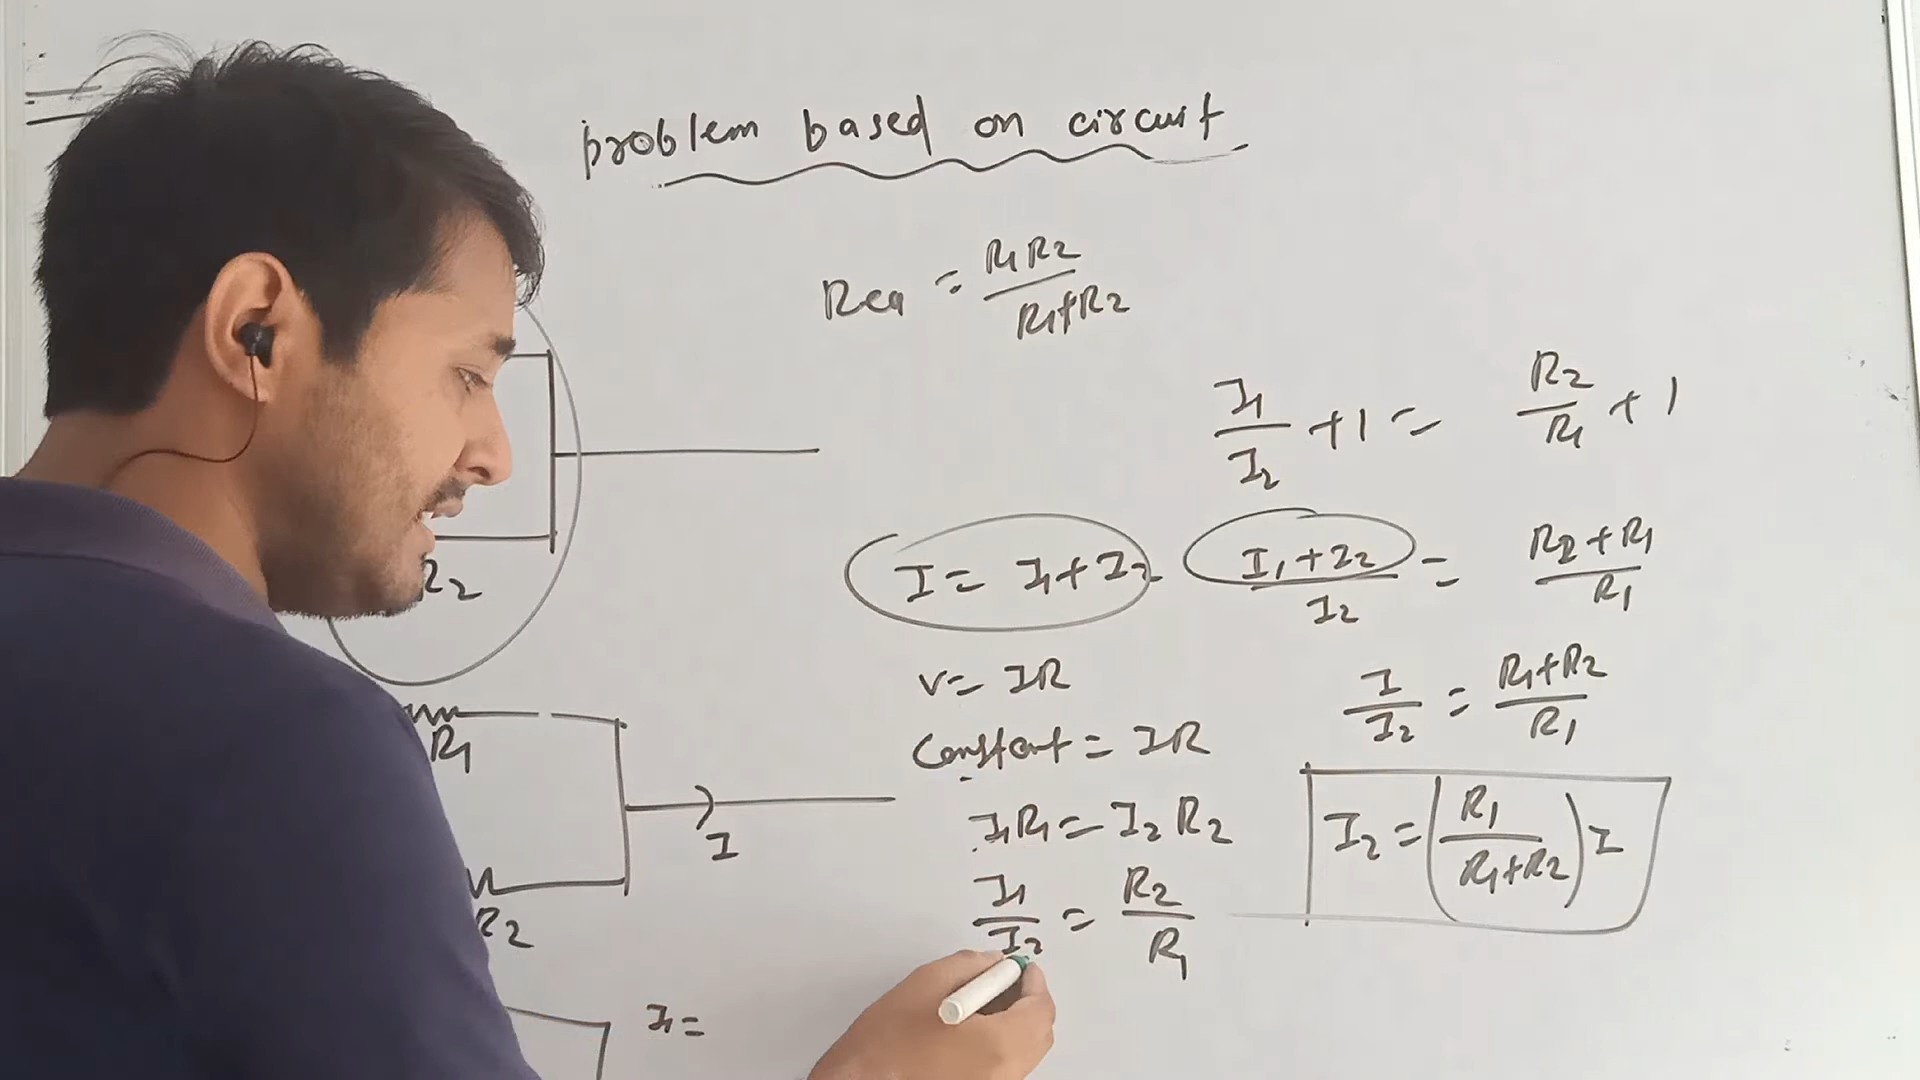 problem based on circuit
Req = R1R2 / R1+R2
I1/I2 + 1 = R2/R1 + 1
I = I1+I2
I1+I2 / I2 = R2+R1 / R1
R2
V = IR
I/I2 = R1+R2 / R1
R1
Constant = IR
I
I1R1 = I2R2
I2 = (R1 / R1+R2) I
R2
I1/I2 = R2/R1
I1 =